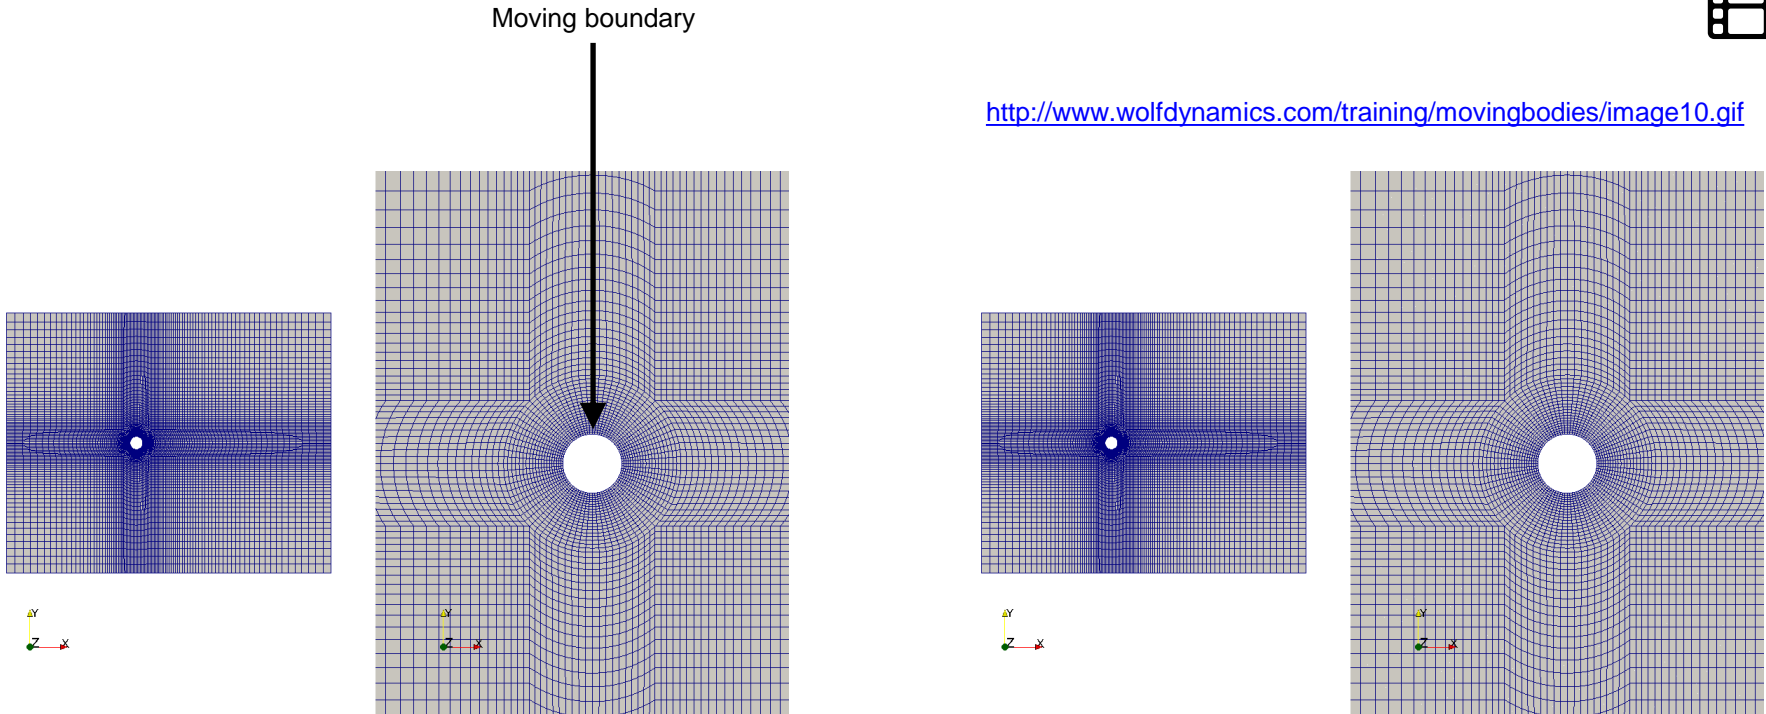 Moving boundary
http://www.wolfdynamics.com/training/movingbodies/image10.gif
Y
Z X
Y
Z X
Y
Z X
Y
Z X